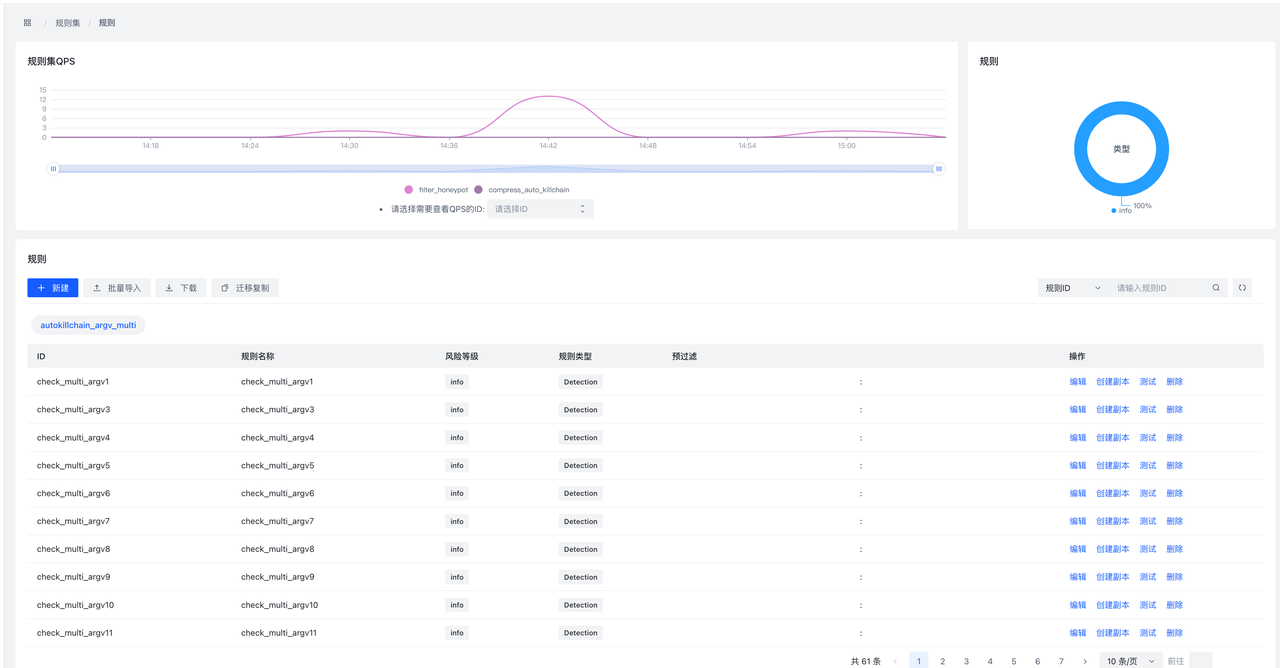 / 规则集 / 规则
规则集QPS
15
12
9
6
3
0
14:18 14:24 14:30 14:36 14:42 14:48 14:54 15:00
filter_honeypot compress_auto_killchain
• 请选择需要查看QPS的ID: 请选择ID
规则
类型
100%
info
规则
+ 新建 批量导入 下载 迁移复制 规则ID 请输入规则ID
autokillchain_argv_multi
ID 规则名称 风险等级 规则类型 预过滤 操作
check_multi_argv1 check_multi_argv1 info Detection : 编辑 创建副本 测试 删除
check_multi_argv3 check_multi_argv3 info Detection : 编辑 创建副本 测试 删除
check_multi_argv4 check_multi_argv4 info Detection : 编辑 创建副本 测试 删除
check_multi_argv5 check_multi_argv5 info Detection : 编辑 创建副本 测试 删除
check_multi_argv6 check_multi_argv6 info Detection : 编辑 创建副本 测试 删除
check_multi_argv7 check_multi_argv7 info Detection : 编辑 创建副本 测试 删除
check_multi_argv8 check_multi_argv8 info Detection : 编辑 创建副本 测试 删除
check_multi_argv9 check_multi_argv9 info Detection : 编辑 创建副本 测试 删除
check_multi_argv10 check_multi_argv10 info Detection : 编辑 创建副本 测试 删除
check_multi_argv11 check_multi_argv11 info Detection : 编辑 创建副本 测试 删除
共 61 条 1 2 3 4 5 6 7 10 条/页 前往